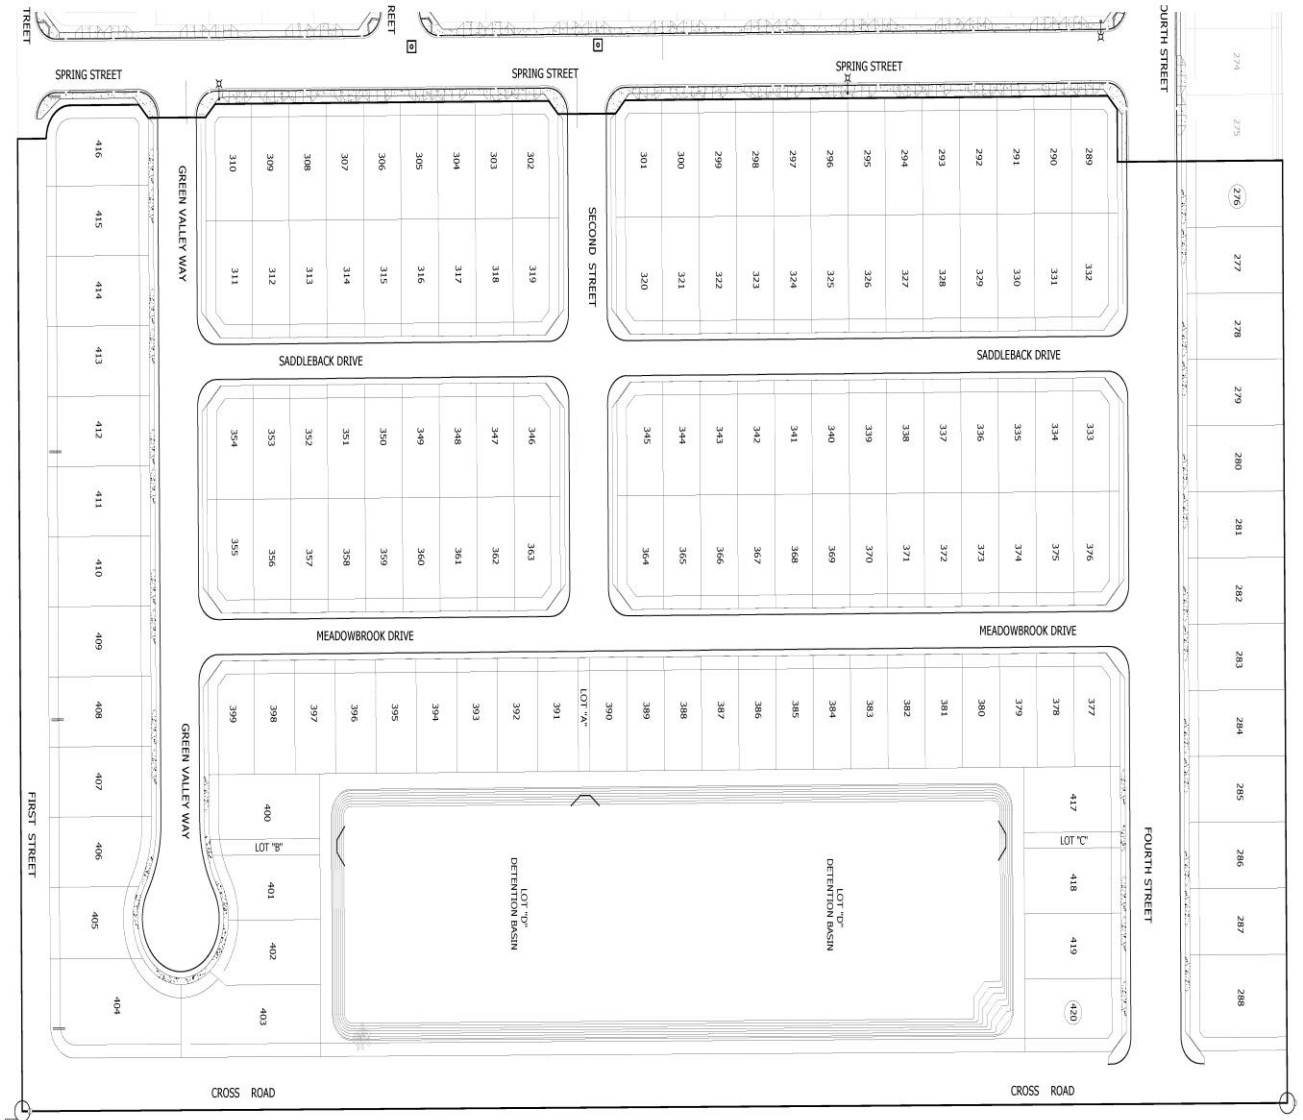 TREET
REET
OURTH STREET
SPRING STREET
SPRING STREET
SPRING STREET
274
275
276
277
278
279
280
281
282
283
284
285
286
287
288
416
415
414
413
412
411
410
409
408
407
406
405
404
GREEN VALLEY WAY
310 309 308 307 306 305 304 303 302
311 312 313 314 315 316 317 318 319
SECOND STREET
301 300 299 298 297 296 295 294 293 292 291 290 289
320 321 322 323 324 325 326 327 328 329 330 331 332
SADDLEBACK DRIVE
SADDLEBACK DRIVE
354 353 352 351 350 349 348 347 346
355 356 357 358 359 360 361 362 363
345 344 343 342 341 340 339 338 337 336 335 334 333
364 365 366 367 368 369 370 371 372 373 374 375 376
MEADOWBROOK DRIVE
MEADOWBROOK DRIVE
GREEN VALLEY WAY
399 398 397 396 395 394 393 392 391
LOT "A"
390 389 388 387 386 385 384 383 382 381 380 379 378 377
FIRST STREET
400
LOT "B"
401
402
403
LOT "D"
DETENTION BASIN
LOT "D"
DETENTION BASIN
417
LOT "C"
418
419
420
FOURTH STREET
CROSS ROAD
CROSS ROAD